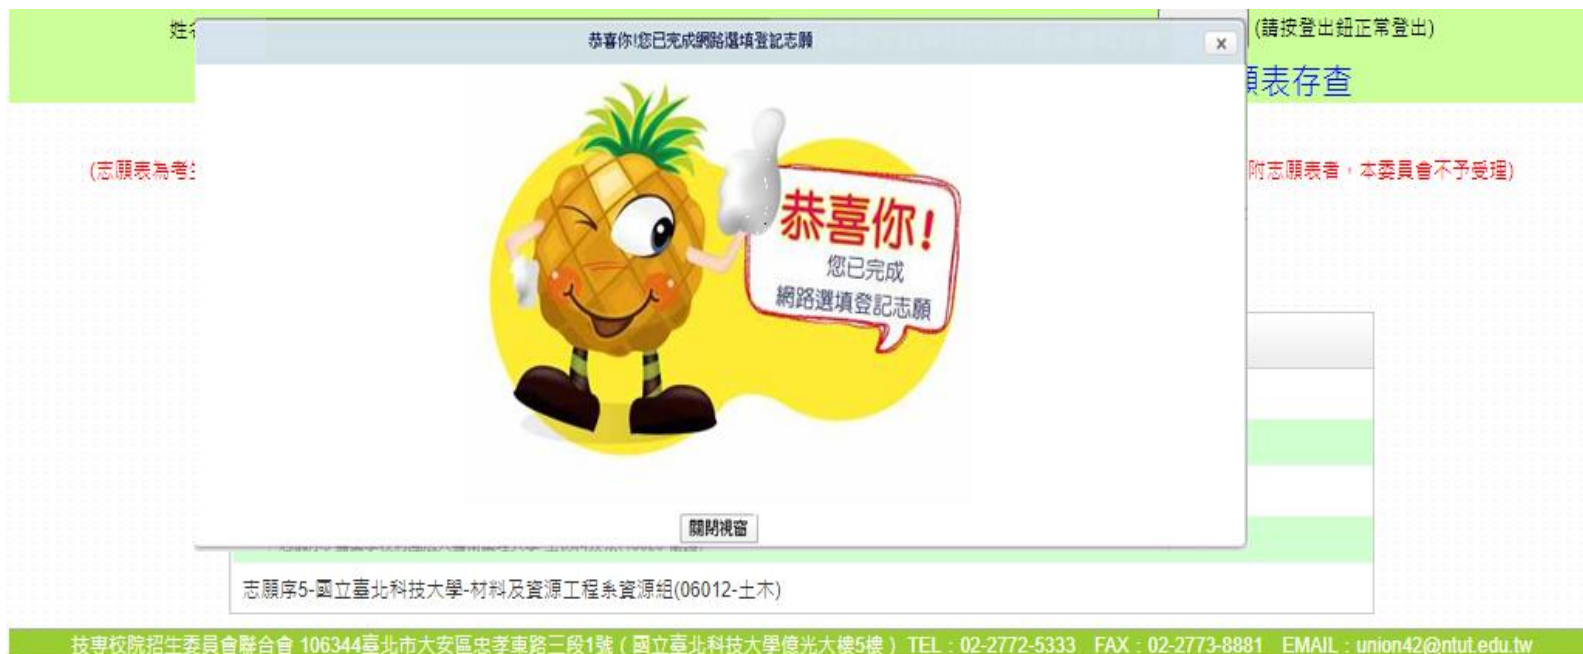 姓
恭喜你!您已完成網路選填登記志願
x
(請按登出鈕正常登出)
願表存查
(志願表為考生
附志願表者，本委員會不予受理)
恭喜你!
您已完成
網路選填登記志願
關閉視窗
志願序5-國立臺北科技大學-材料及資源工程系資源組(06012-土木)
技專校院招生委員會聯合會 106344臺北市大安區忠孝東路三段1號 ( 國立臺北科技大學億光大樓5樓 ) TEL：02-2772-5333 FAX：02-2773-8881 EMAIL：union42@ntut.edu.tw